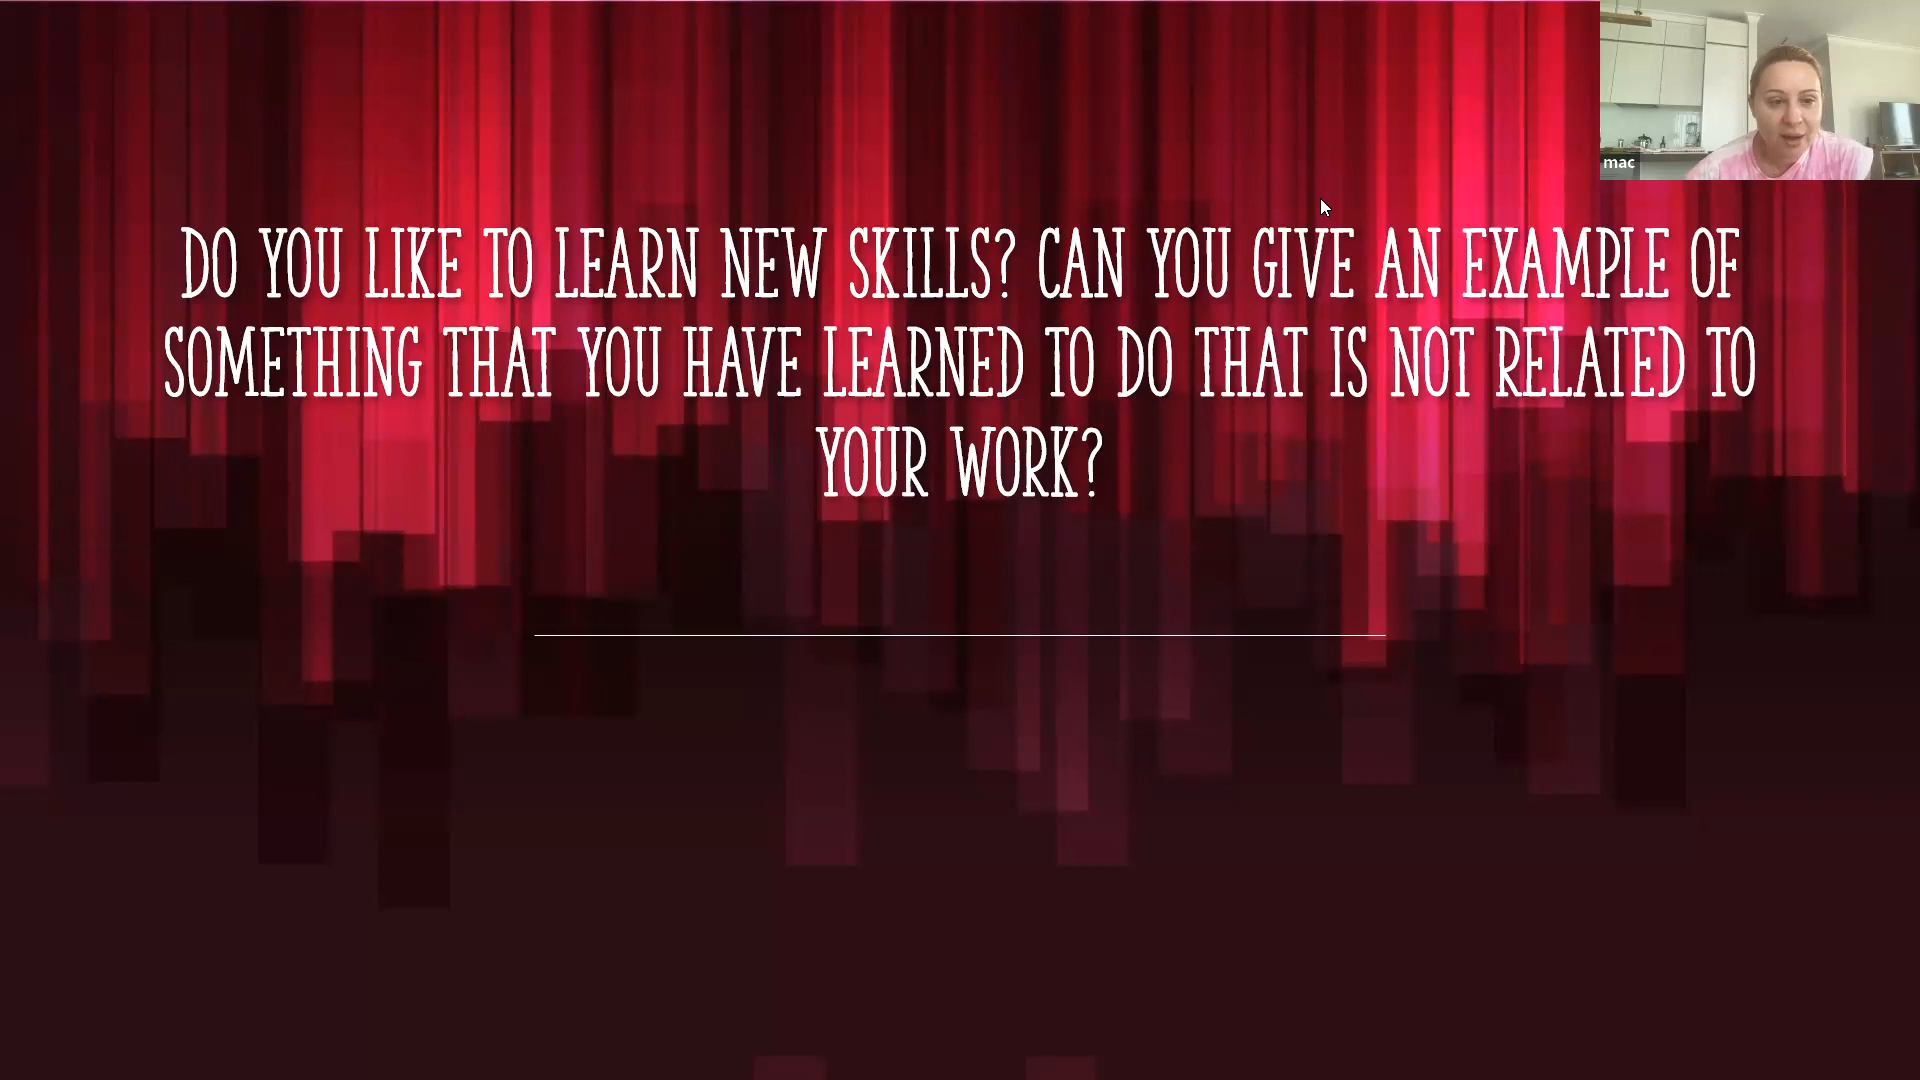 DO YOU LIKE TO LEARN NEW SKILLS? CAN YOU GIVE AN EXAMPLE OF
SOMETHING THAT YOU HAVE LEARNED TO DO THAT IS NOT RELATED TO
YOUR WORK?
mac